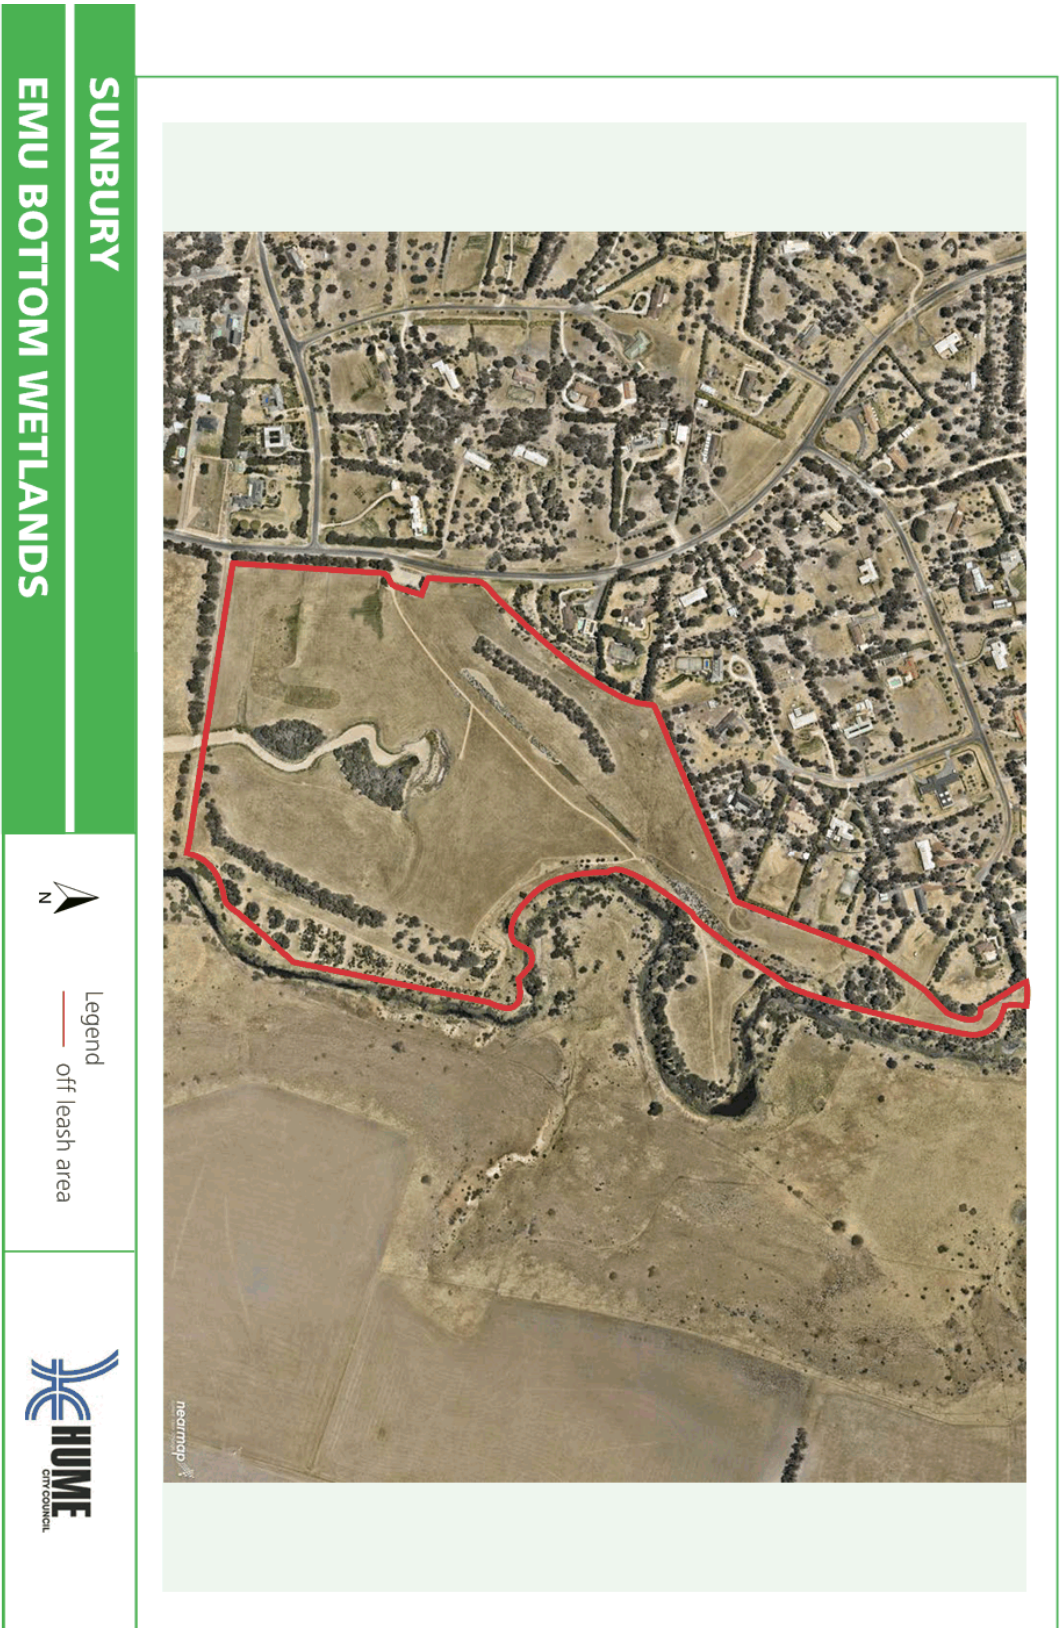 SUNBURY
EMU BOTTOM WETLANDS
N
Legend
off leash area
HUME
CITY COUNCIL
nearmap